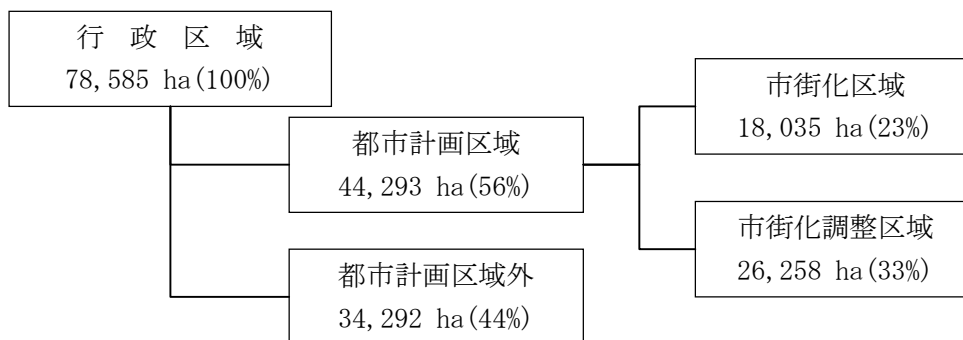 行 政 区 域
78,585 ha(100%)
都市計画区域
44,293 ha(56%)
市街化区域
18,035 ha(23%)
市街化調整区域
26,258 ha(33%)
都市計画区域外
34,292 ha(44%)